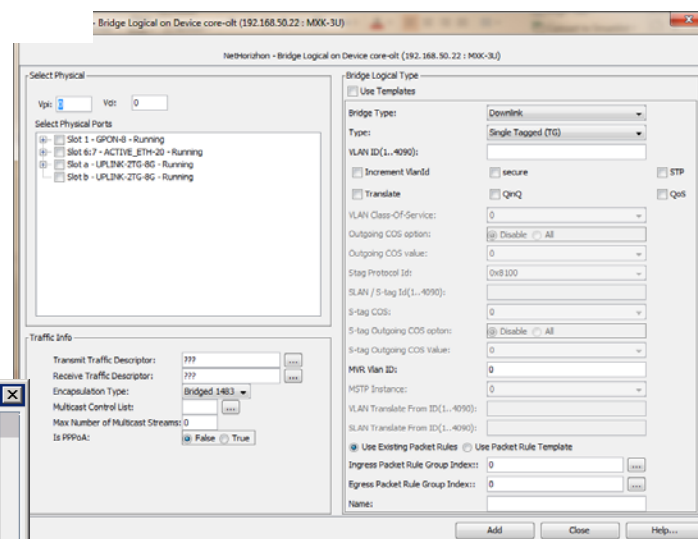 - Bridge Logical on Device core-olt (192.168.50.22 : MXK-3U)
NetHorizhon - Bridge Logical on Device core-olt (192.168.50.22 : MXK-3U)
Select Physical
Vpi: 0 Vci: 0
Select Physical Ports
Slot 1 - GPON-8 - Running
Slot 6:7 - ACTIVE_ETH-20 - Running
Slot a - UPLINK-2TG-8G - Running
Slot b - UPLINK-2TG-8G - Running
Traffic Info
Transmit Traffic Descriptor: ??? ...
Receive Traffic Descriptor: ??? ...
Encapsulation Type: Bridged 1483
Multicast Control List: ...
Max Number of Multicast Streams: 0
Is PPPoA: False True
Bridge Logical Type
Use Templates
Bridge Type: Downlink
Type: Single Tagged (TG)
VLAN ID(1..4090):
Increment VlanId secure STP
Translate QinQ QoS
VLAN Class-Of-Service: 0
Outgoing COS option: Disable All
Outgoing COS value: 0
Stag Protocol Id: 0x8100
SLAN / S-tag Id(1..4090):
S-tag COS: 0
S-tag Outgoing COS opton: Disable All
S-tag Outgoing COS Value: 0
MVR Vlan ID: 0
MSTP Instance: 0
VLAN Translate From ID(1..4090):
SLAN Translate From ID(1..4090):
Use Existing Packet Rules Use Packet Rule Template
Ingress Packet Rule Group Index:: 0 ...
Egress Packet Rule Group Index:: 0 ...
Name:
Add Close Help...